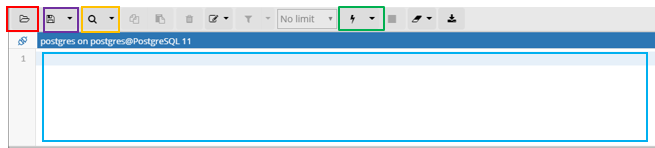 No limit
postgres on postgres@PostgreSQL 11
1